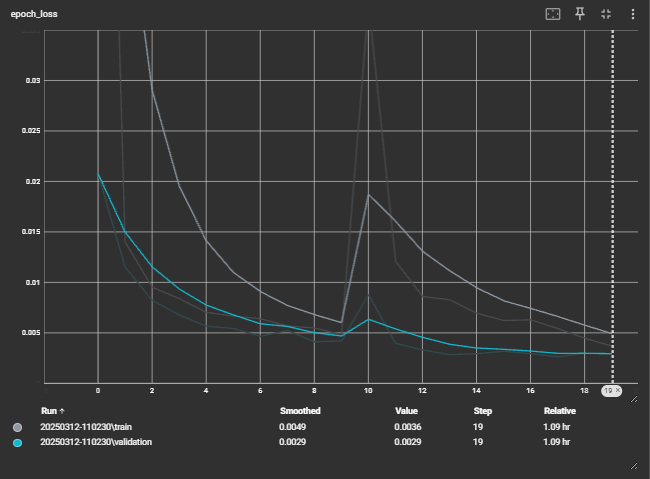 epoch_loss
0.03
0.025
0.02
0.015
0.01
0.005
0 2 4 6 8 10 12 14 16 18 19 ×
Run ↑ Smoothed Value Step Relative
20250312-110230\train 0.0049 0.0036 19 1.09 hr
20250312-110230\validation 0.0029 0.0029 19 1.09 hr